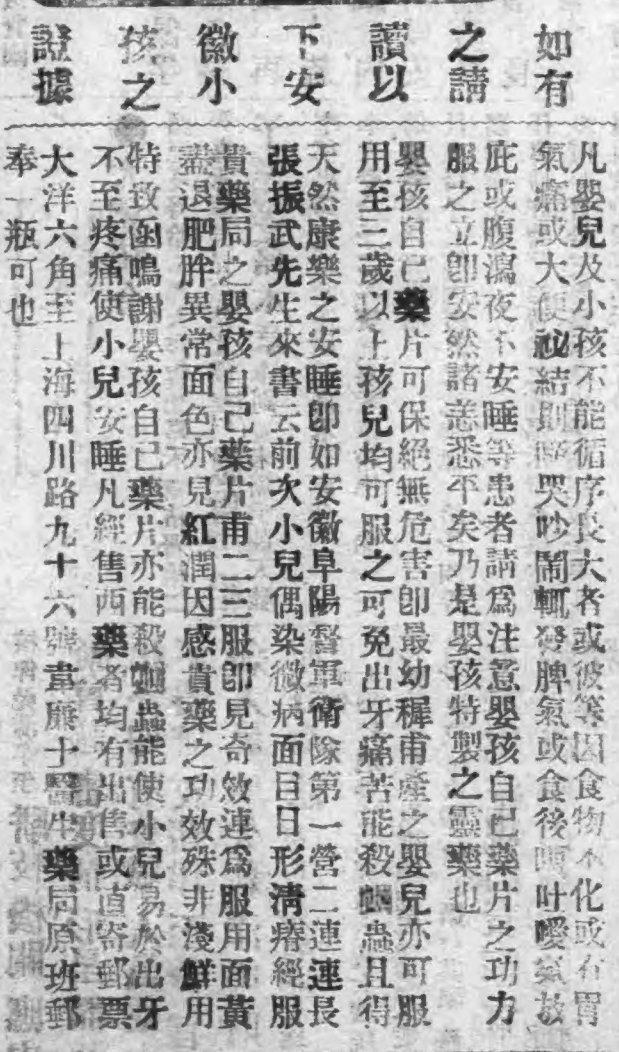 如有
之請
讀以
下安
徽小
孩之
證據
凡嬰兒及小孩不能循序長大者或彼等因食物不化或有胃
氣痛或大便祕結則啼哭吵鬧輒發脾氣或食後嘔吐噯氣放
庇或腹瀉夜不安睡等患者請爲注意嬰孩自己藥片之功力
服之立卽安然諸恙悉平矣乃是嬰孩特製之靈藥也
嬰孩自己藥片可保絕無危害卽最幼穉甫產之嬰兒亦可服
用至三歲以上孩兒均可服之可免出牙痛苦能殺蟲且得
天然康樂之安睡卽如安徽阜陽督軍衛隊第一營二連連長
張振武先生來書云前次小兒偶染微病面目日形淸瘠經服
貴藥局之嬰孩自己藥片甫二三服卽見奇效連爲服用面黃
盡退肥胖異常面色亦見紅潤因感貴藥之功效殊非淺鮮用
特致函鳴謝嬰孩自己藥片亦能殺蟲能使小兒易於出牙
不至疼痛使小兒安睡凡經售西藥者均有出售或直寄郵票
大洋六角至上海四川路九十六號韋廉士醫生藥局原班郵
奉一瓶可也